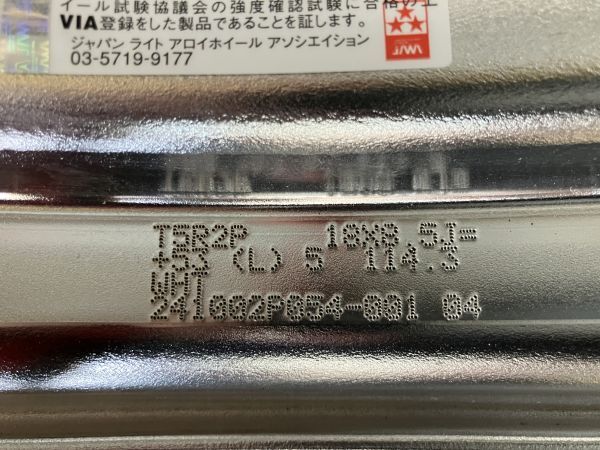 イール試験協議会の強度確認試験に合格の上
VIA登録をした製品であることを証します。
ジャパン ライト アロイホイール アソシエイション
03-5719-9177
VIA
T5R2P 18X8.5J-
+53 (L) 5 114.3
241002P054-001 04